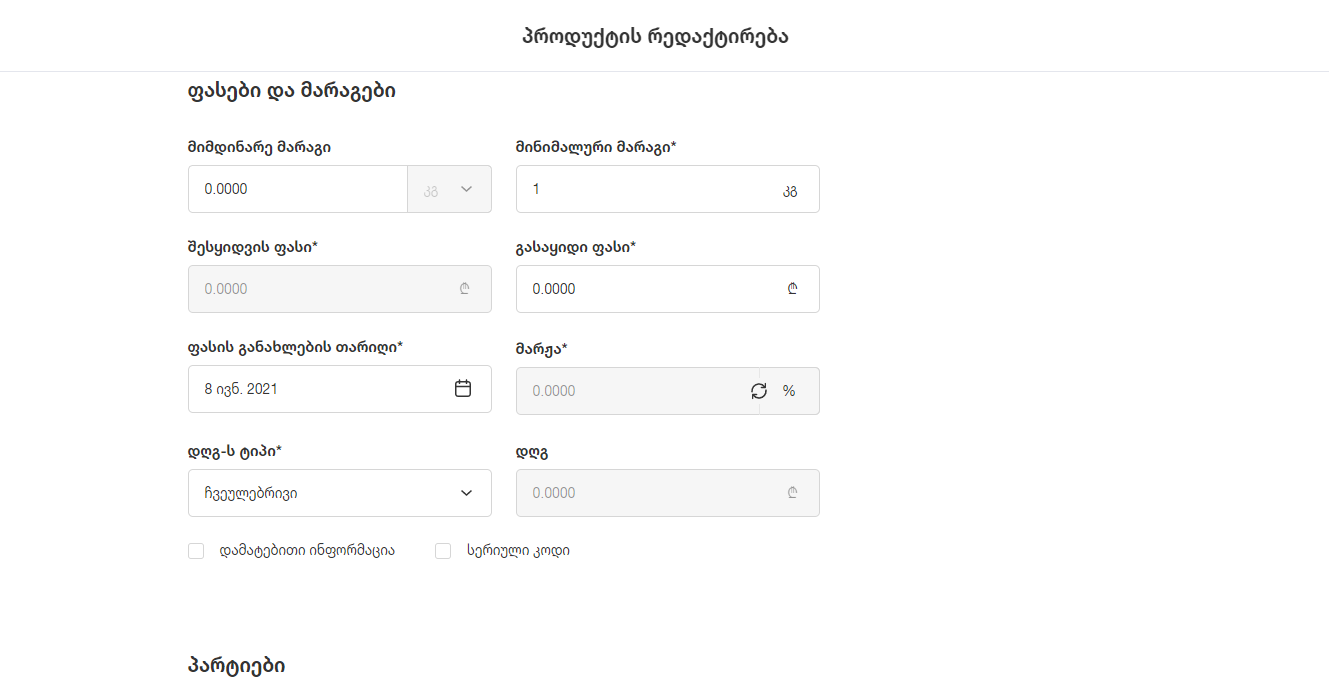 პროდუქტის რედაქტირება
ფასები და მარაგები
მიმდინარე მარაგი
მინიმალური მარაგი*
0.0000 კგ
1 კგ
შესყიდვის ფასი*
გასაყიდი ფასი*
0.0000 ₾
0.0000 ₾
ფასის განახლების თარიღი*
მარჟა*
8 ივნ. 2021
0.0000 %
დღგ-ს ტიპი*
დღგ
ჩვეულებრივი
0.0000 ₾
დამატებითი ინფორმაცია
სერიული კოდი
პარტიები